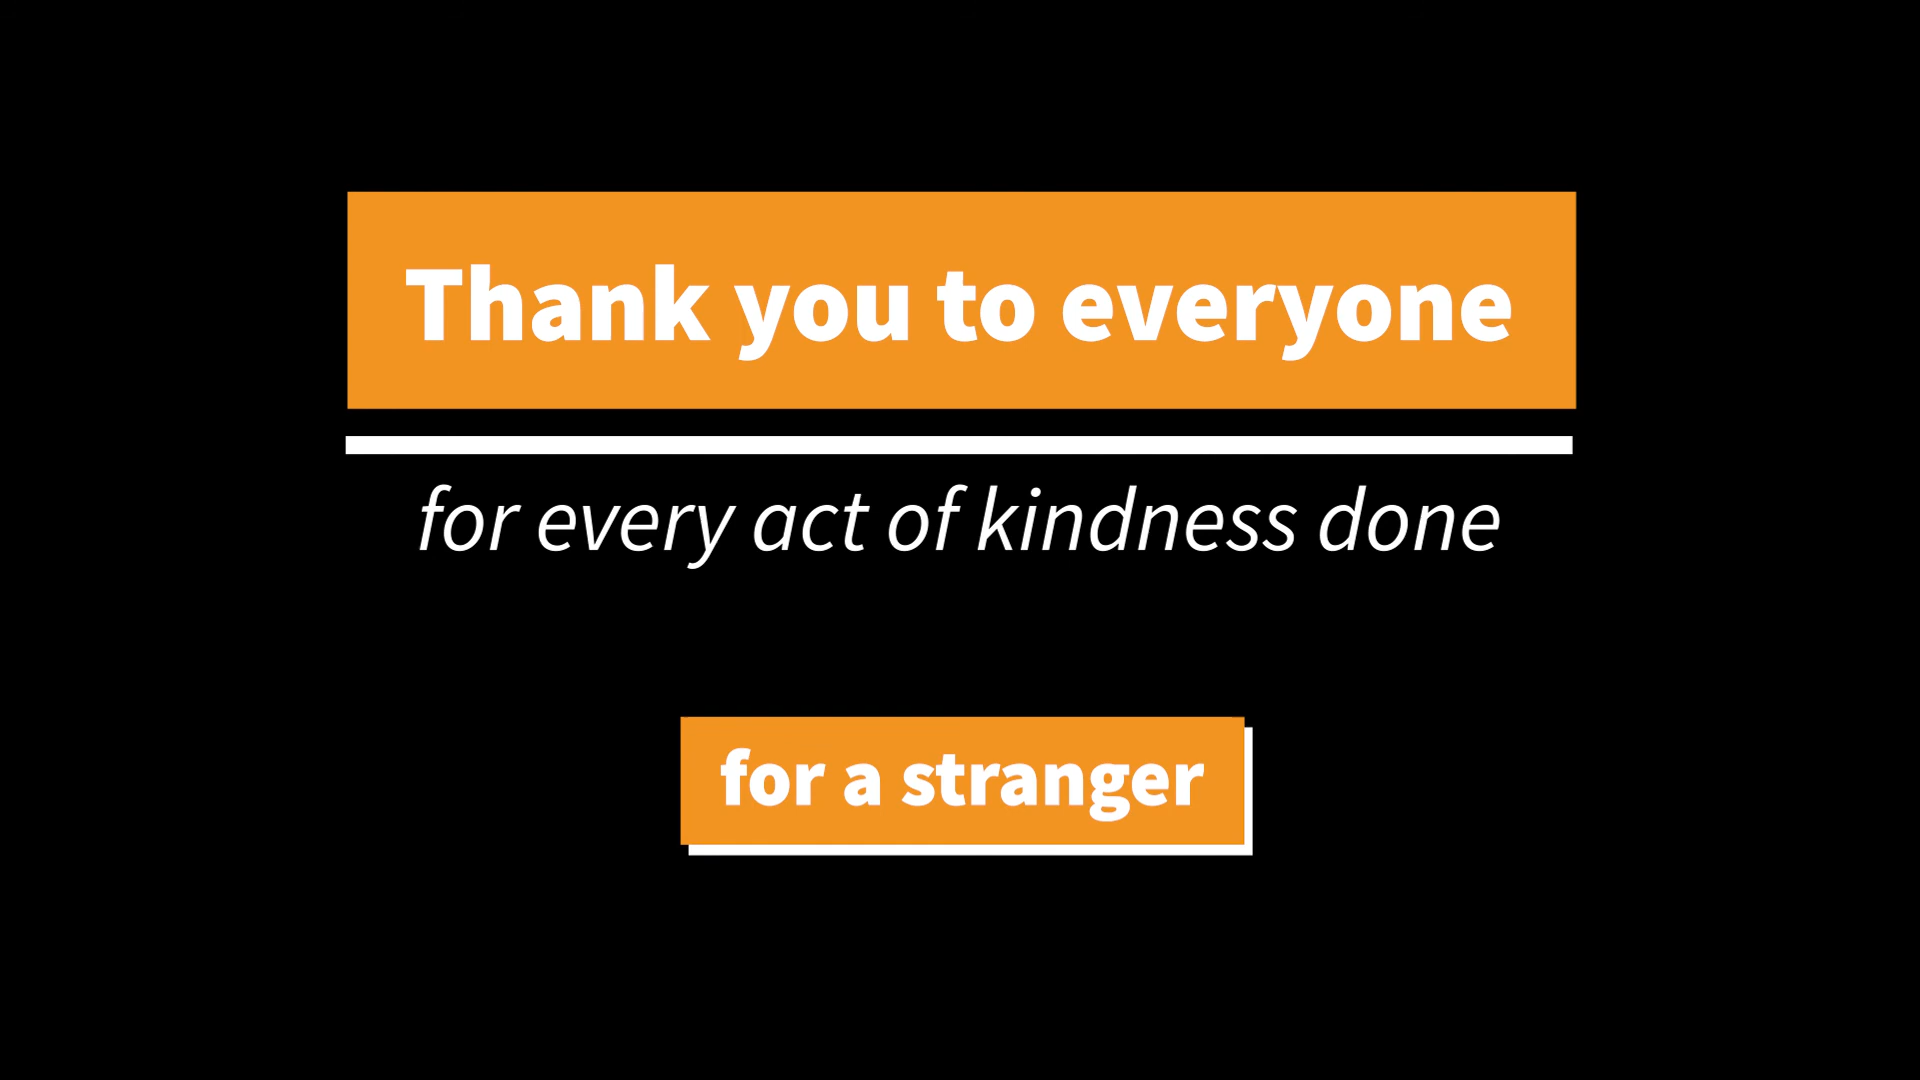 Thank you to everyone
for every act of kindness done
for a stranger